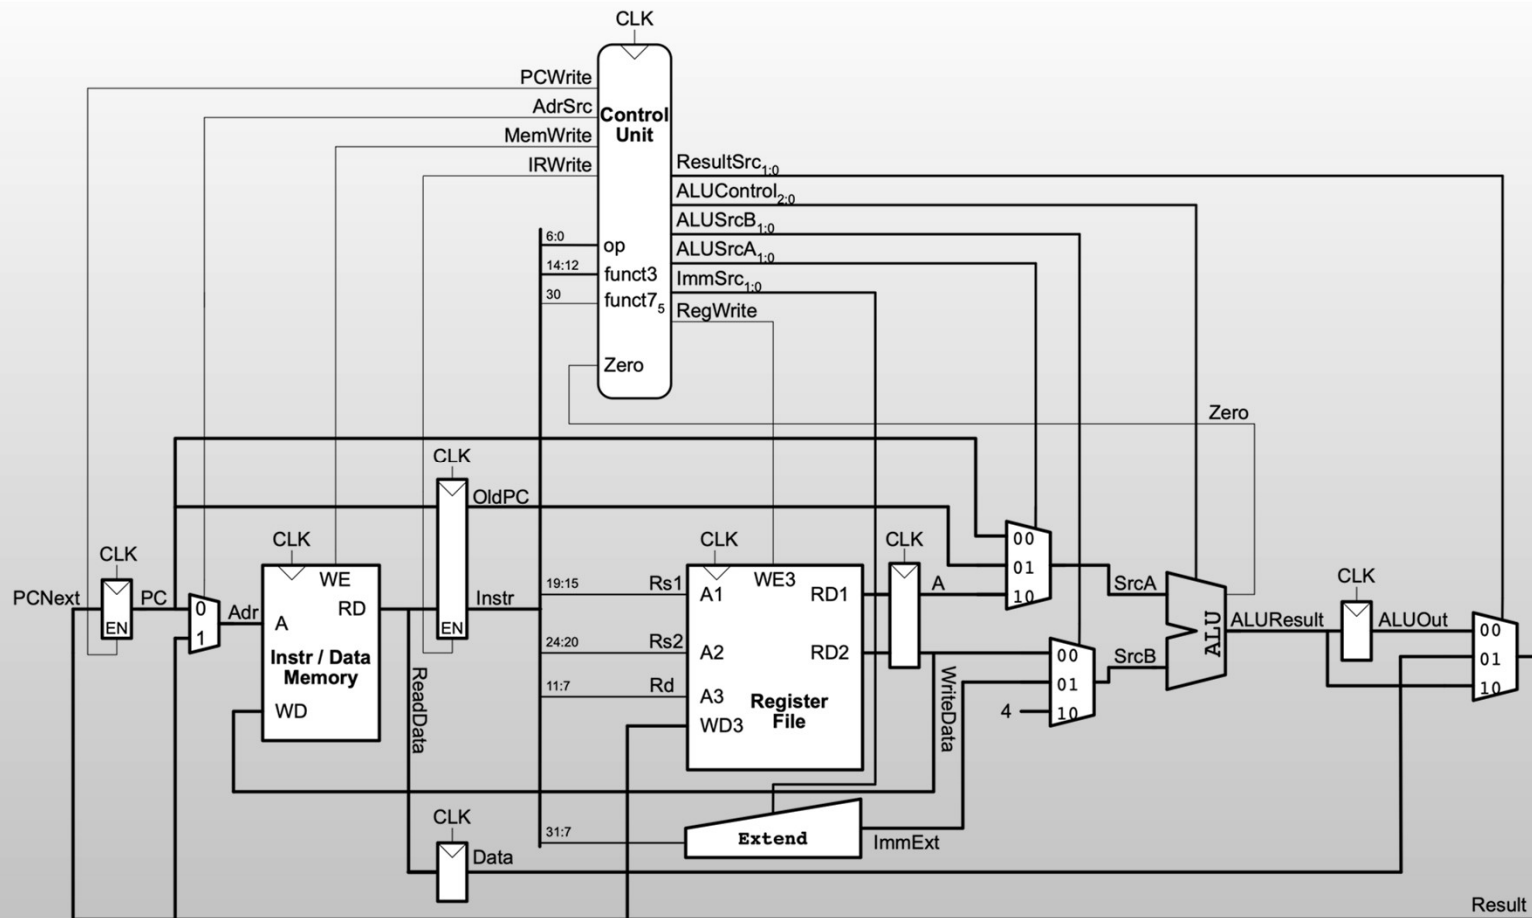 CLK
PCWrite
AdrSrc
MemWrite
IRWrite
Control
Unit
ResultSrc1:0
ALUControl2:0
ALUSrcB1:0
ALUSrcA1:0
ImmSrc1:0
RegWrite
6:0
op
14:12
funct3
30
funct75
Zero
Zero
CLK
OldPC
CLK
CLK
CLK
CLK
CLK
PCNext
EN
PC
0
1
Adr
WE
A
RD
Instr / Data
Memory
WD
EN
Instr
ReadData
19:15
Rs1
24:20
Rs2
11:7
Rd
A1
WE3
RD1
A2
RD2
A3
WD3
Register
File
A
WriteData
00
01
10
00
01
10
4
SrcA
SrcB
ALU
ALUResult
ALUOut
00
01
10
31:7
Extend
ImmExt
CLK
Data
Result